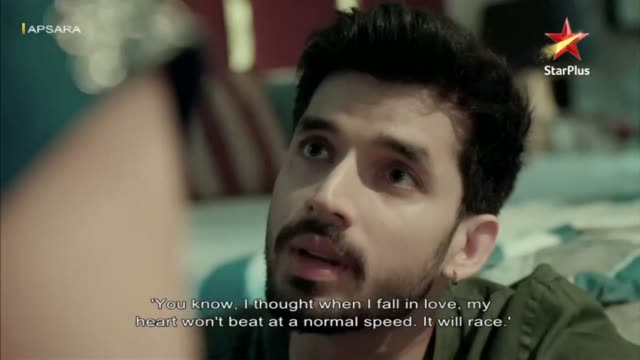 APSARA
StarPlus
'You know, I thought when I fall in love, my
heart won't beat at a normal speed. It will race.'